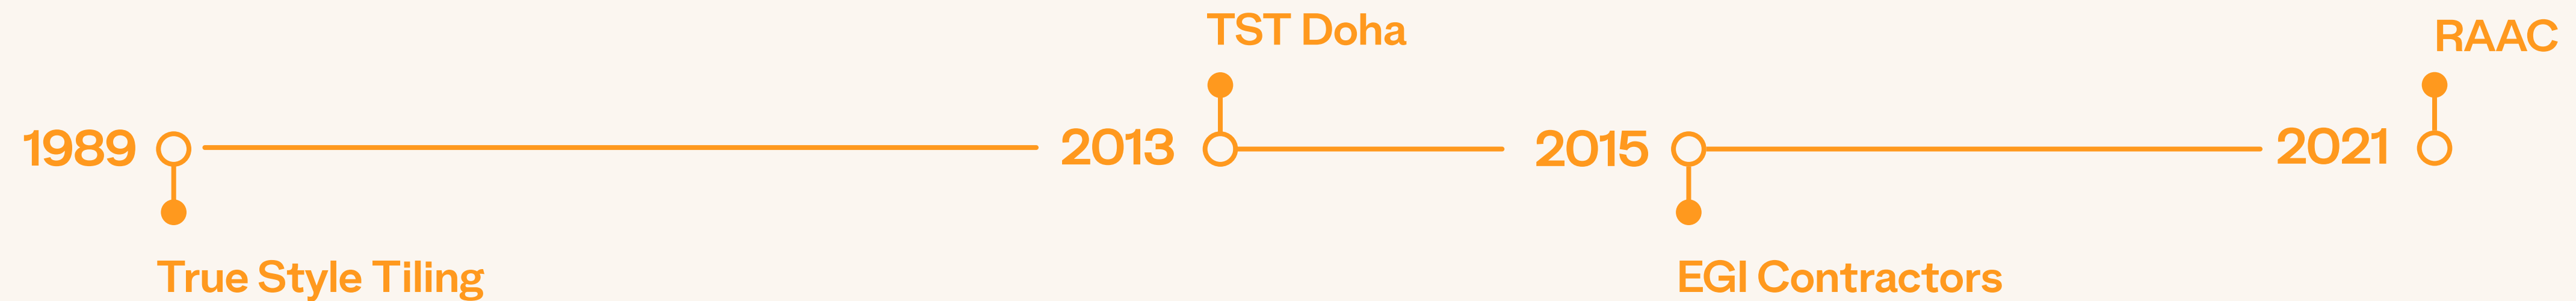 TST Doha
RAAC
1989
2013
2015
2021
True Style Tiling
EGI Contractors